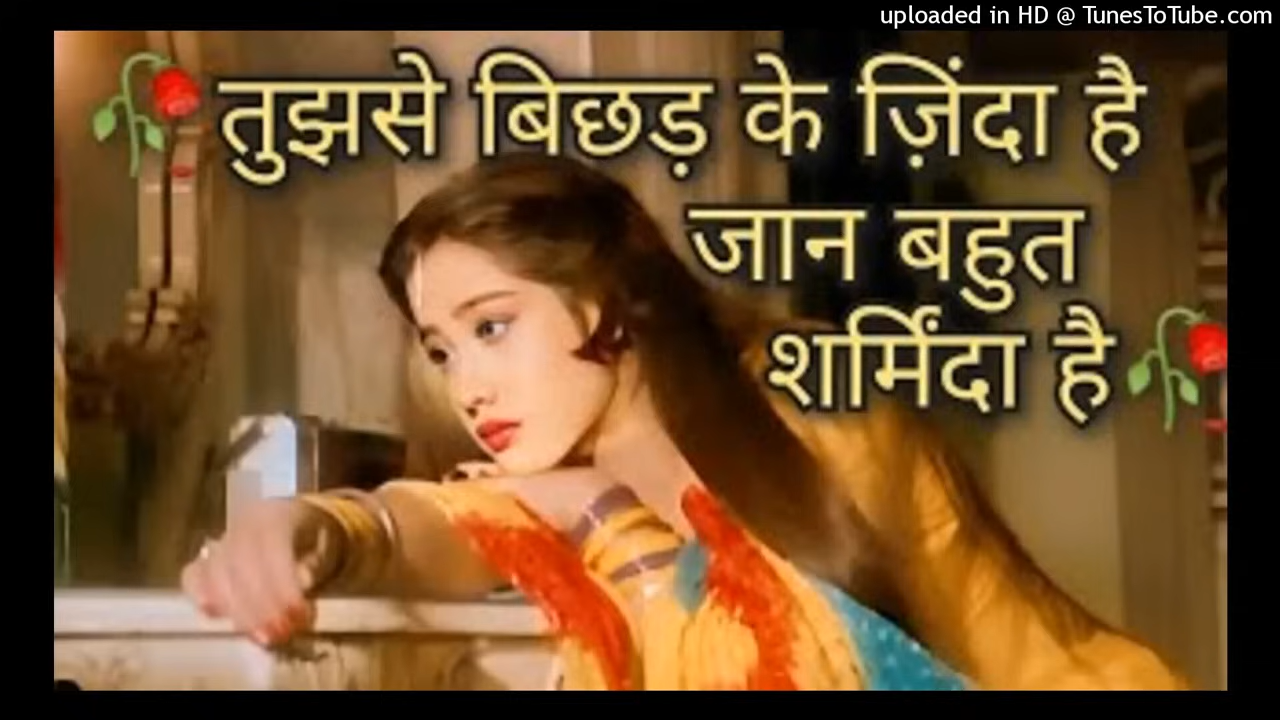 uploaded in HD @ TunesToTube.com
तुझसे बिछड़ के ज़िंदा है
जान बहुत
शर्मिंदा है